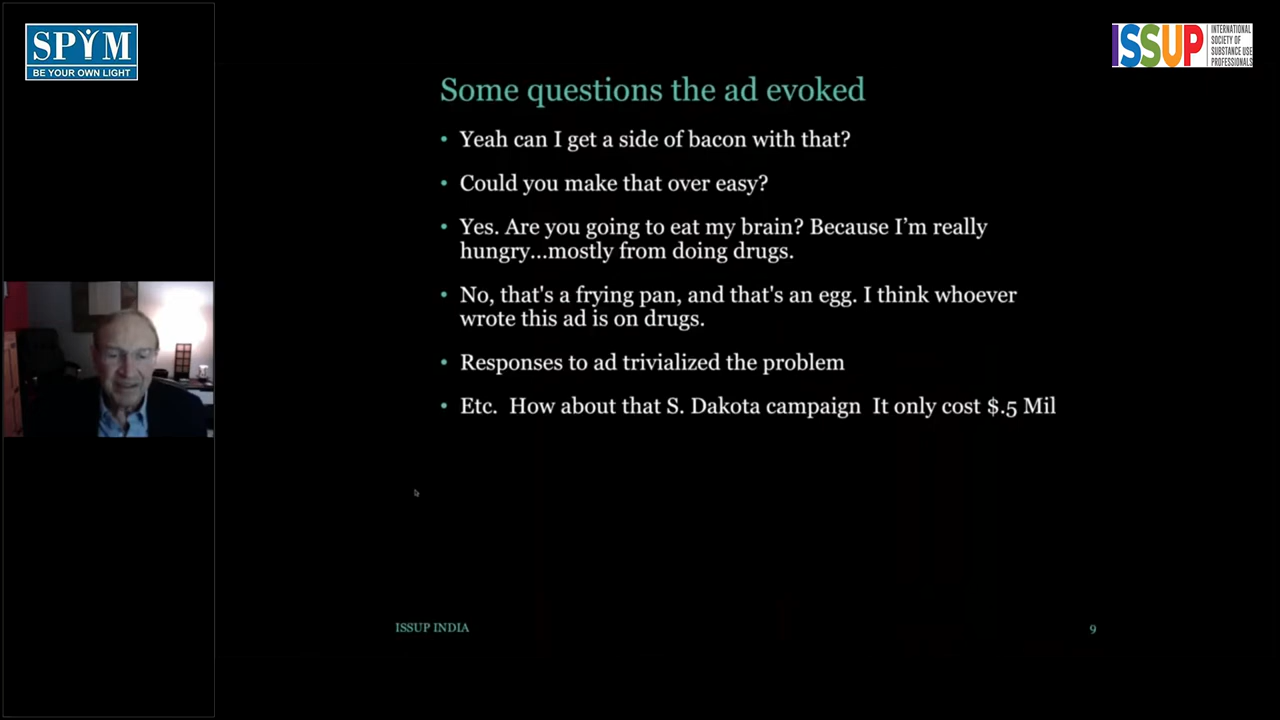 SPYM
BE YOUR OWN LIGHT
ISSUP
INTERNATIONAL
SOCIETY OF
SUBSTANCE USE
PROFESSIONALS
Some questions the ad evoked
• Yeah can I get a side of bacon with that?
• Could you make that over easy?
• Yes. Are you going to eat my brain? Because I’m really
hungry…mostly from doing drugs.
• No, that's a frying pan, and that's an egg. I think whoever
wrote this ad is on drugs.
• Responses to ad trivialized the problem
• Etc.  How about that S. Dakota campaign  It only cost $.5 Mil
ISSUP INDIA
9